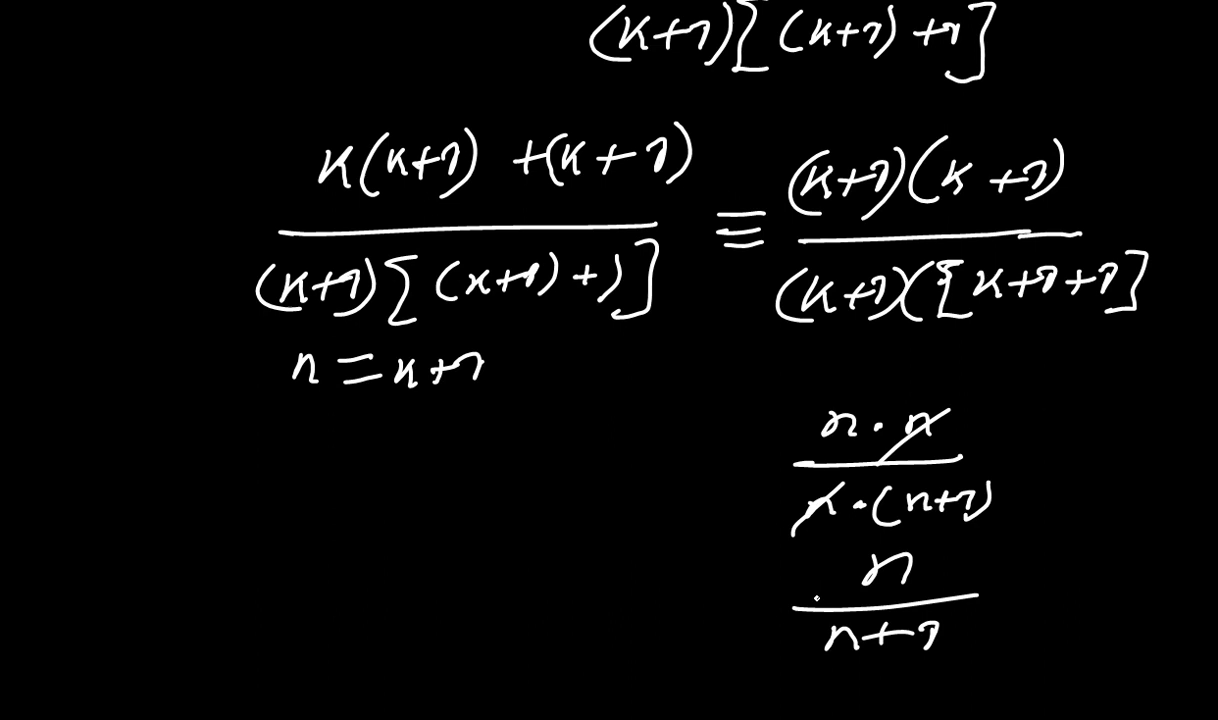 (k+1)[(k+1)+1]
k(k+1) +(k+1) ≡ (k+1)(k+1)
(k+1)[(k+1)+1] (k+1)([k+1+1]
n=k+1
n·n
n·(n+1)
n
n+1